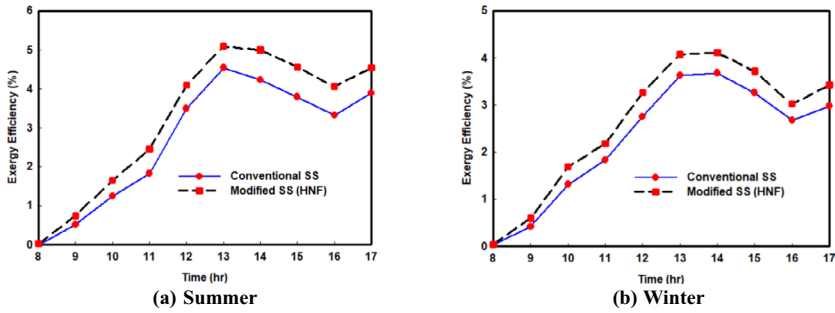 6
5
4
3
2
1
0
Exergy Efficiency (%)
Conventional SS
Modified SS (HNF)
8 9 10 11 12 13 14 15 16 17
Time (hr)
(a) Summer
5
4
3
2
1
0
Exergy Efficiency (%)
Conventional SS
Modified SS (HNF)
8 9 10 11 12 13 14 15 16 17
Time (hr)
(b) Winter